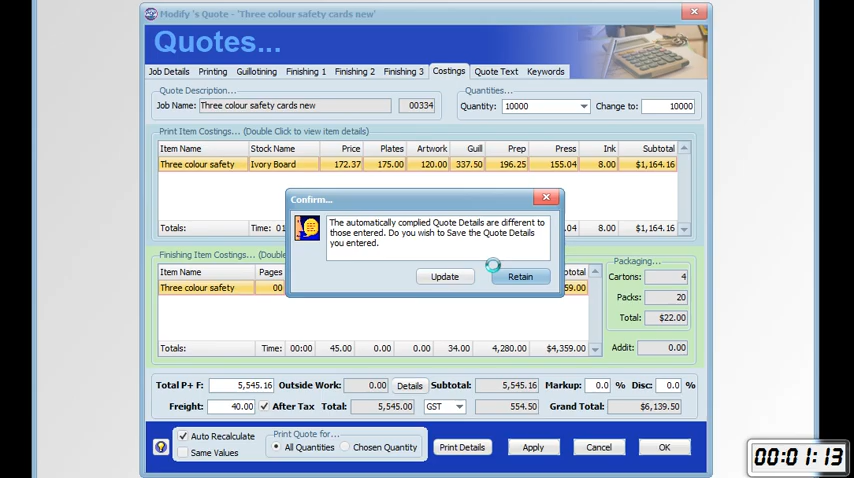 Modify 's Quote - 'Three colour safety cards new'
Quotes...
Job Details Printing Guillotining Finishing 1 Finishing 2 Finishing 3 Costings Quote Text Keywords
Quote Description... Quantities...
Job Name: Three colour safety cards new 00334 Quantity: 10000 Change to: 10000
Print Item Costings... (Double Click to view item details)
Item Name Stock Name Price Plates Artwork Guill Prep Press Ink Subtotal
Three colour safety Ivory Board 172.37 175.00 120.00 337.50 196.25 155.04 8.00 $1,164.16
Confirm...
The automatically complied Quote Details are different to
those entered. Do you wish to Save the Quote Details
you entered.
Update Retain
Totals: Time: 8.00 $1,164.16
Finishing Item Costings... (Doub Packaging...
Item Name Pages
Three colour safety 00
Cartons: 4
Packs: 20
Total: $22.00
Totals: Time: 00:00 45.00 0.00 0.00 34.00 4,280.00 $4,359.00 Addit: 0.00
Total P+ F: 5,545.16 Outside Work: 0.00 Details Subtotal: 5,545.16 Markup: 0.0 % Disc: 0.0 %
Freight: 40.00 After Tax Total: 5,545.00 GST 554.50 Grand Total: $6,139.50
Auto Recalculate Print Quote for...
Same Values All Quantities Chosen Quantity Print Details Apply Cancel OK
00:01:13